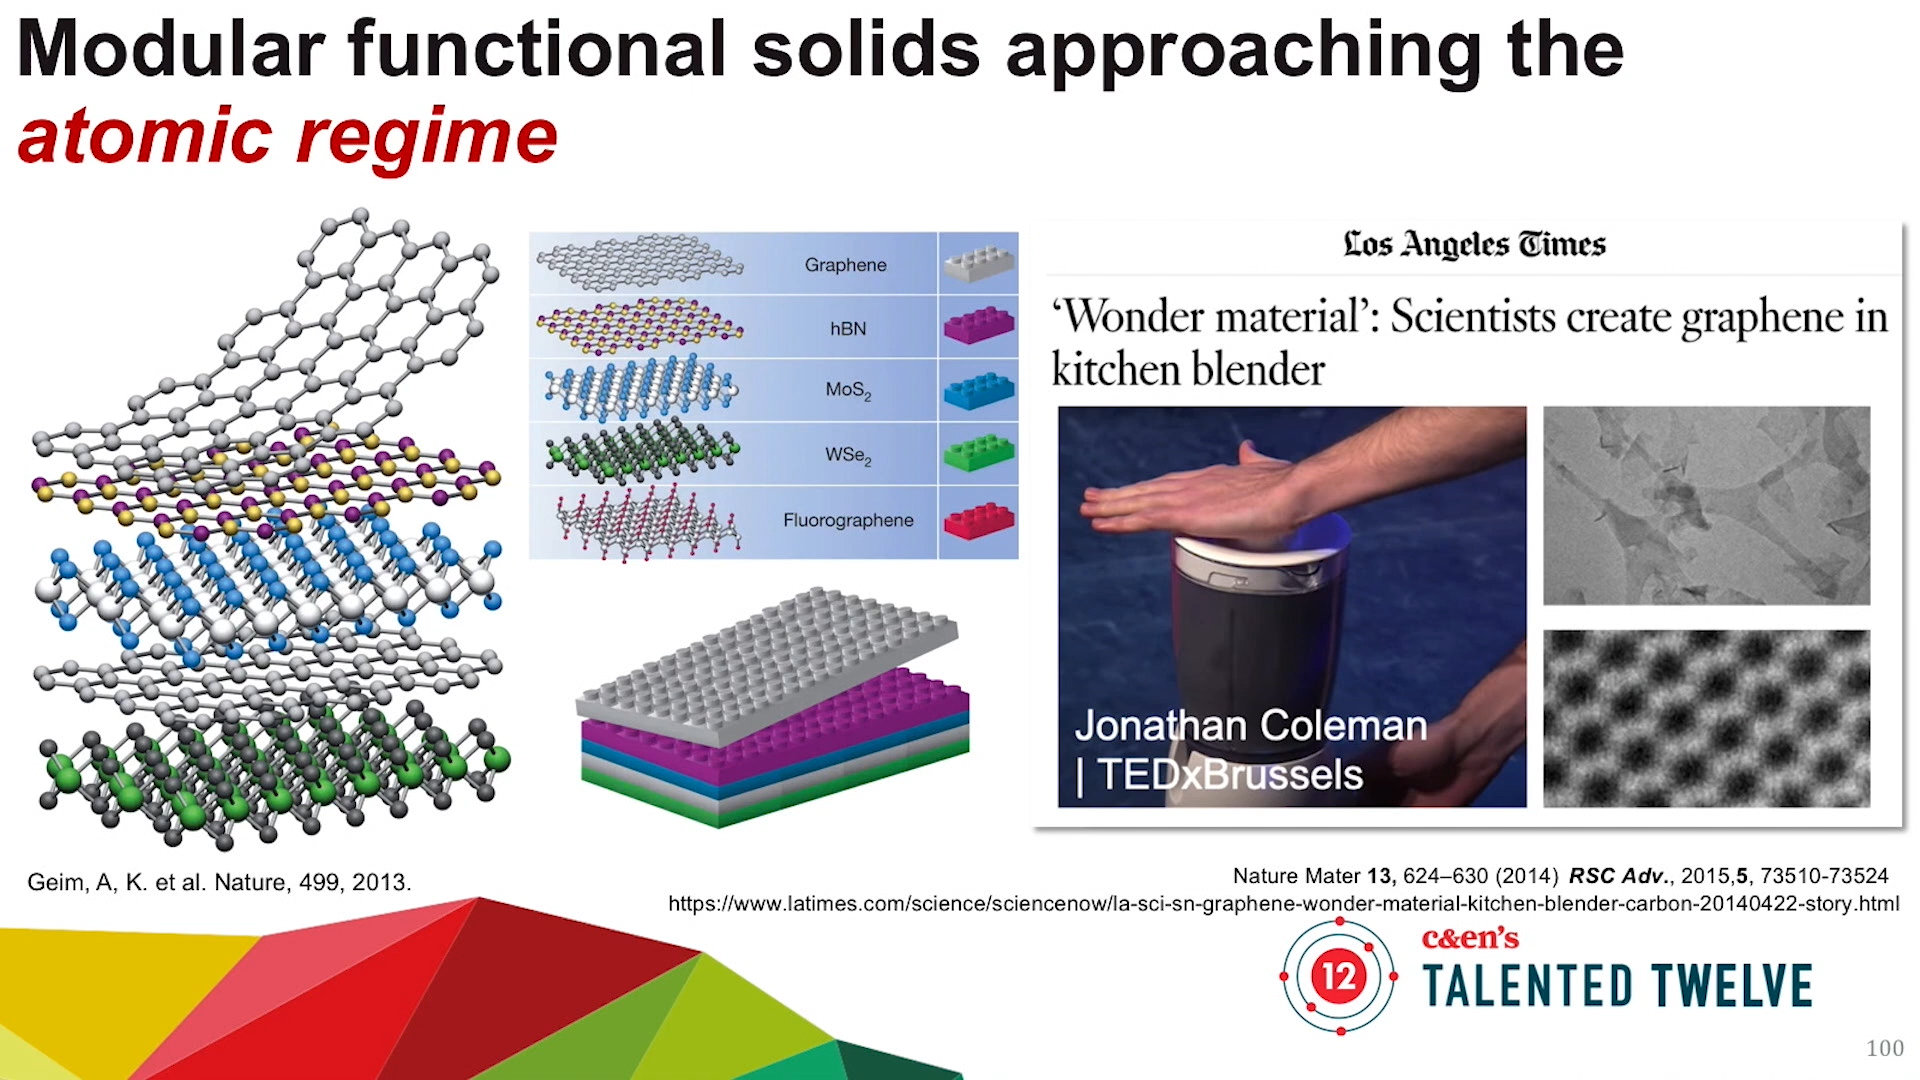 Modular functional solids approaching the
atomic regime
Graphene
hBN
MoS2
WSe2
Fluorographene
Los Angeles Times
‘Wonder material’: Scientists create graphene in
kitchen blender
Jonathan Coleman
| TEDxBrussels
Geim, A, K. et al. Nature, 499, 2013.
Nature Mater 13, 624–630 (2014) RSC Adv., 2015,5, 73510-73524
https://www.latimes.com/science/sciencenow/la-sci-sn-graphene-wonder-material-kitchen-blender-carbon-20140422-story.html
12
c&en’s
TALENTED TWELVE
100